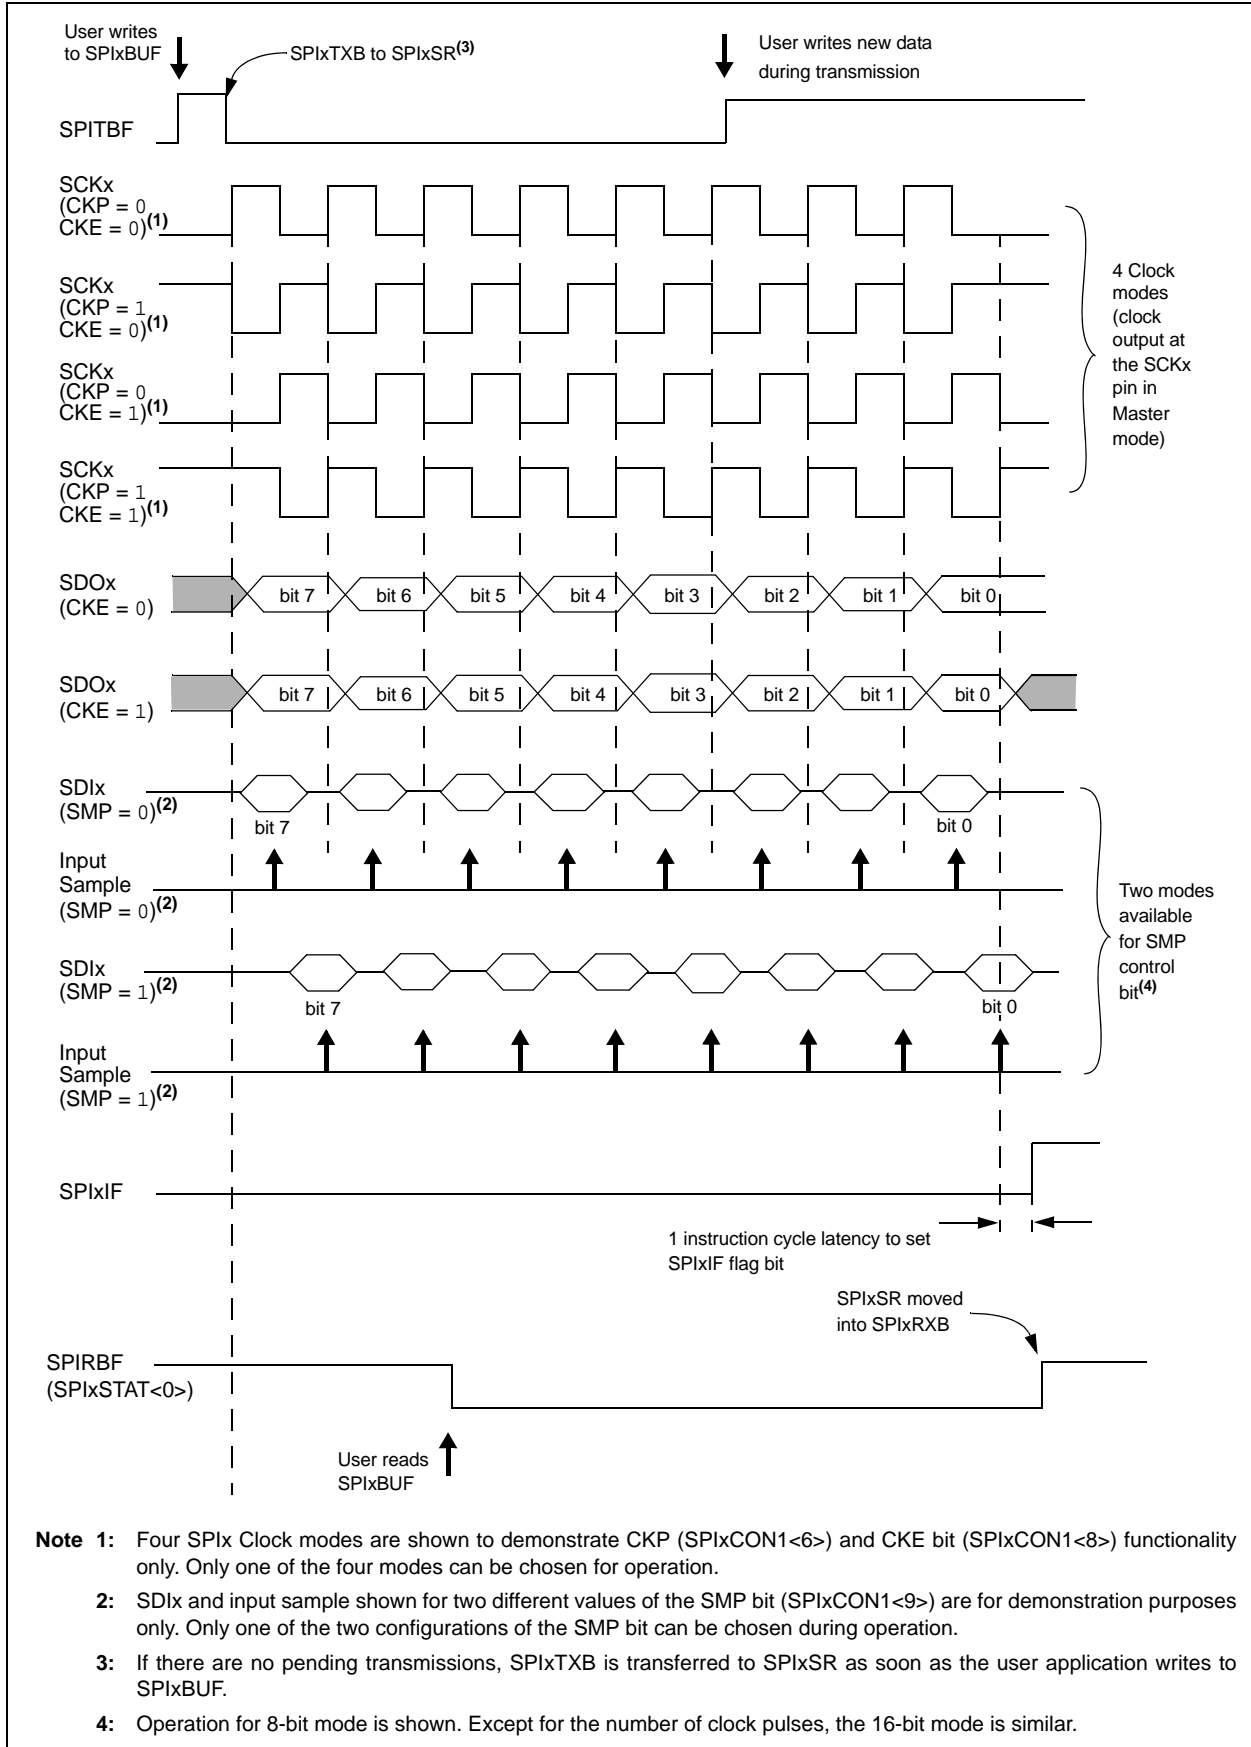 User writes
to SPIxBUF
SPIxTXB to SPIxSR(3)
User writes new data
during transmission
SPITBF
SCKx
(CKP = 0
CKE = 0)(1)
SCKx
(CKP = 1
CKE = 0)(1)
SCKx
(CKP = 0
CKE = 1)(1)
SCKx
(CKP = 1
CKE = 1)(1)
4 Clock
modes
(clock
output at
the SCKx
pin in
Master
mode)
SDOx
(CKE = 0)
bit 7 bit 6 bit 5 bit 4 bit 3 bit 2 bit 1 bit 0
SDOx
(CKE = 1)
bit 7 bit 6 bit 5 bit 4 bit 3 bit 2 bit 1 bit 0
SDIx
(SMP = 0)(2)
bit 7 bit 0
Input
Sample
(SMP = 0)(2)
SDIx
(SMP = 1)(2)
bit 7 bit 0
Input
Sample
(SMP = 1)(2)
Two modes
available
for SMP
control
bit(4)
SPIxIF
1 instruction cycle latency to set
SPIxIF flag bit
SPIxSR moved
into SPIxRXB
SPIRBF
(SPIxSTAT<0>)
User reads
SPIxBUF
Note 1: Four SPIx Clock modes are shown to demonstrate CKP (SPIxCON1<6>) and CKE bit (SPIxCON1<8>) functionality
only. Only one of the four modes can be chosen for operation.
2: SDIx and input sample shown for two different values of the SMP bit (SPIxCON1<9>) are for demonstration purposes
only. Only one of the two configurations of the SMP bit can be chosen during operation.
3: If there are no pending transmissions, SPIxTXB is transferred to SPIxSR as soon as the user application writes to
SPIxBUF.
4: Operation for 8-bit mode is shown. Except for the number of clock pulses, the 16-bit mode is similar.